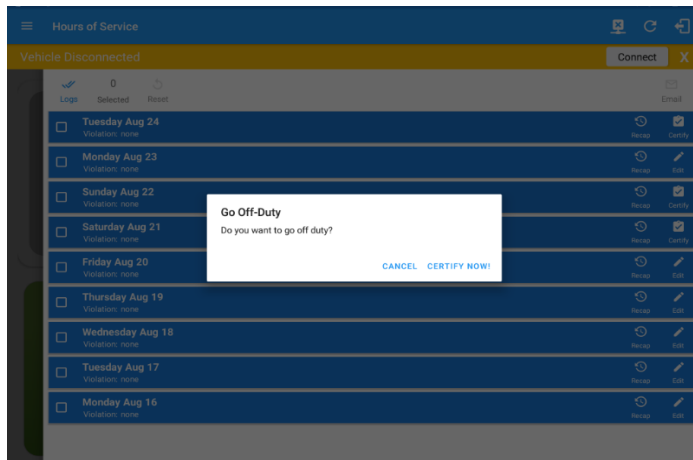 Hours of Service
Vehicle Disconnected
Connect
X
0
Logs
Selected
Reset
Email
Tuesday Aug 24
Violation: none
Recap
Certify
Monday Aug 23
Violation: none
Recap
Edit
Sunday Aug 22
Violation: none
Recap
Certify
Saturday Aug 21
Violation: none
Recap
Certify
Go Off-Duty
Do you want to go off duty?
CANCEL CERTIFY NOW!
Friday Aug 20
Violation: none
Recap
Edit
Thursday Aug 19
Violation: none
Recap
Edit
Wednesday Aug 18
Violation: none
Recap
Edit
Tuesday Aug 17
Violation: none
Recap
Edit
Monday Aug 16
Violation: none
Recap
Edit